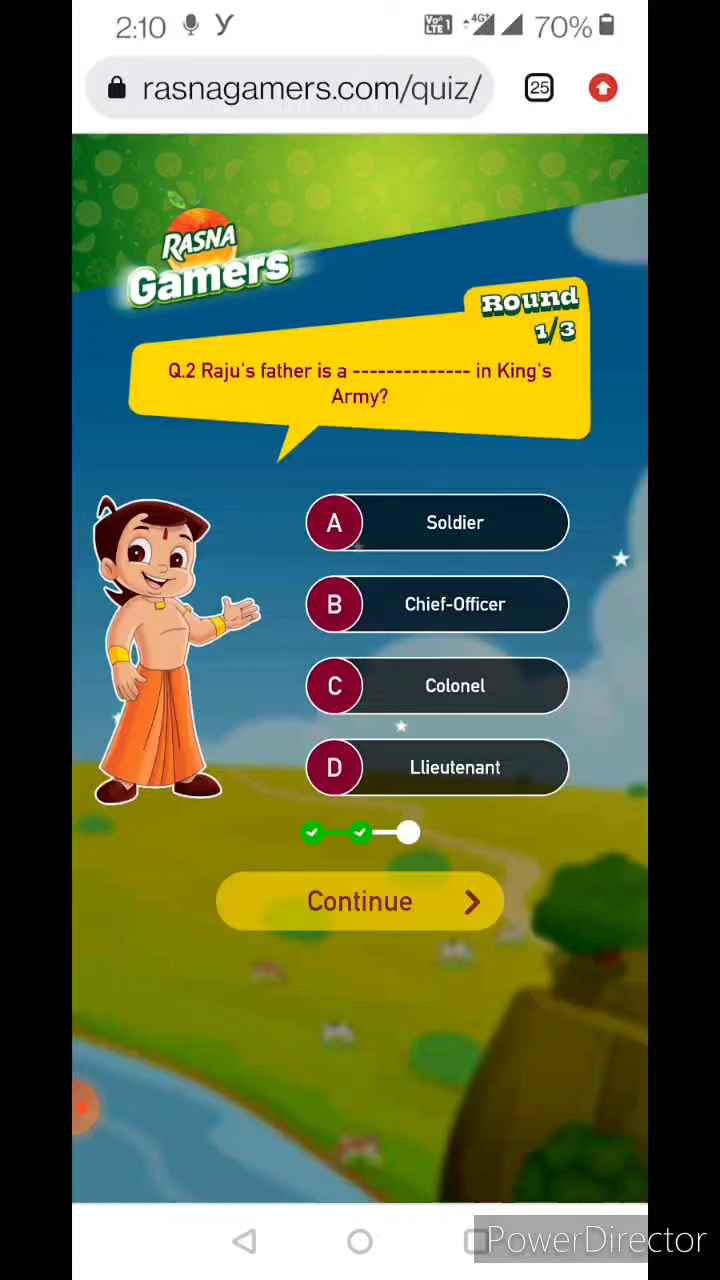 2:10 70%
rasnagamers.com/quiz/ 25
RASNA
Gamers
Round
1/3
Q.2 Raju's father is a -------------- in King's
Army?
A Soldier
B Chief-Officer
C Colonel
D Llieutenant
Continue
PowerDirector